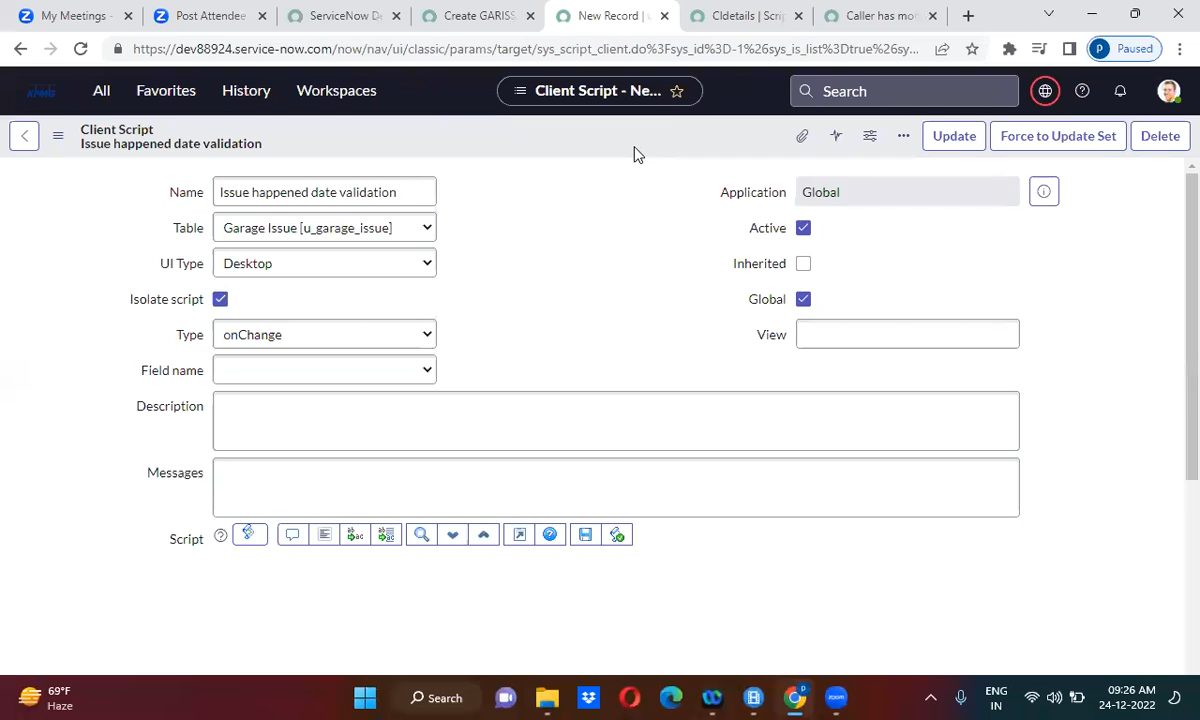 My Meetings -
Post Attendee
ServiceNow De
Create GARISS
New Record |
CIdetails | Scrip
Caller has mo
https://dev88924.service-now.com/now/nav/ui/classic/params/target/sys_script_client.do%3Fsys_id%3D-1%26sys_is_list%3Dtrue%26sy...
P Paused
KPMG All Favorites History Workspaces
Client Script - Ne...
Search
Client Script
Issue happened date validation
Update
Force to Update Set
Delete
Name Issue happened date validation
Application Global
Table Garage Issue [u_garage_issue]
Active
UI Type Desktop
Inherited
Isolate script
Global
Type onChange
View
Field name
Description
Messages
Script
69°F
Haze
Search
ENG
IN
09:26 AM
24-12-2022